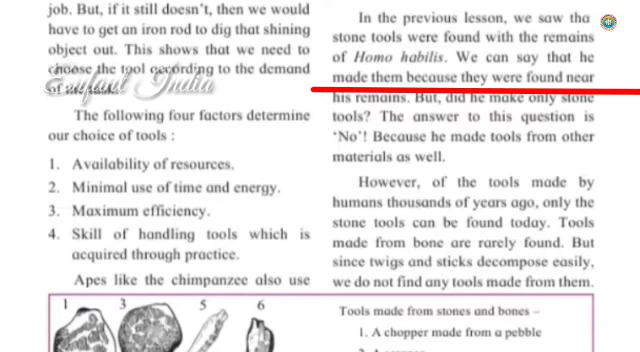 job. But, if it still doesn't, then we would
have to get an iron rod to dig that shining
object out. This shows that we need to
choose the tool according to the demand
of
The following four factors determine
our choice of tools :
1. Availability of resources.
2. Minimal use of time and energy.
3. Maximum efficiency.
4. Skill of handling tools which is
acquired through practice.
Apes like the chimpanzee also use
In the previous lesson, we saw tha
stone tools were found with the remains
of Homo habilis. We can say that he
made them because they were found near
his remains. But, did he make only stone
tools? The answer to this question is
'No'! Because he made tools from other
materials as well.
However, of the tools made by
humans thousands of years ago, only the
stone tools can be found today. Tools
made from bone are rarely found. But
since twigs and sticks decompose easily,
we do not find any tools made from them.
1 3 5 6
Tools made from stones and bones –
1. A chopper made from a pebble
India